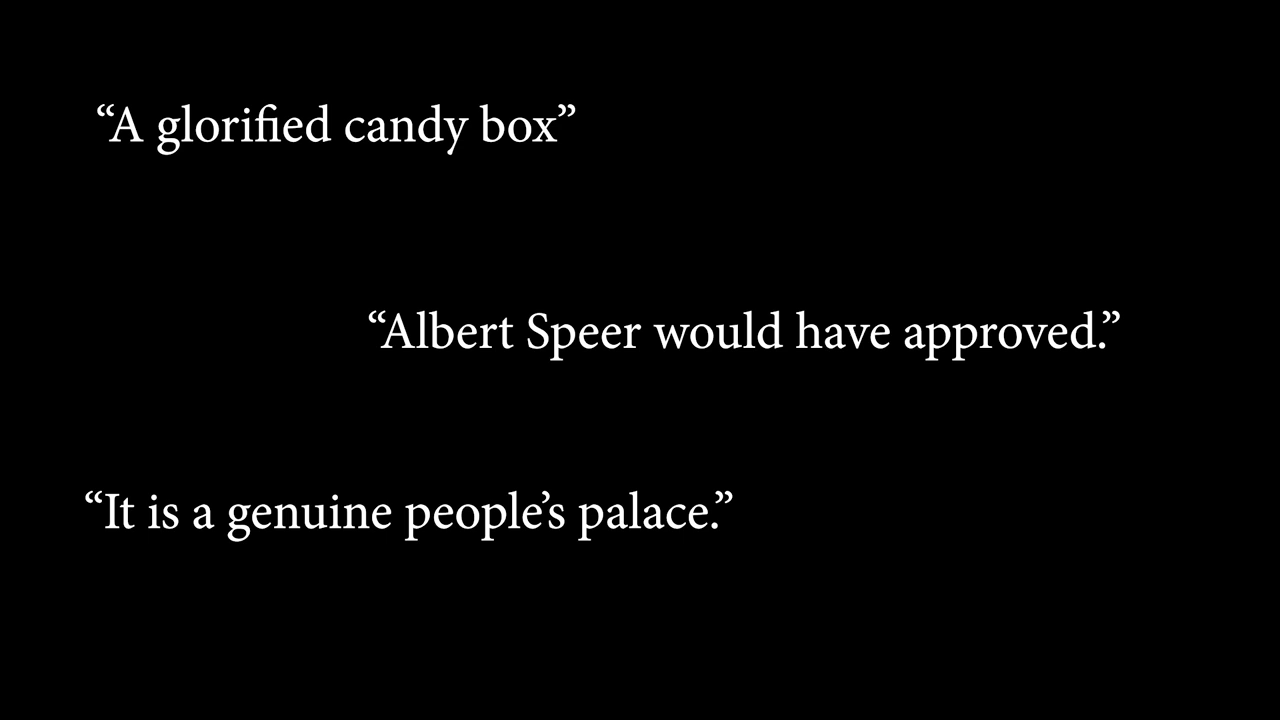 “A glorified candy box”
“Albert Speer would have approved.”
“It is a genuine people’s palace.”